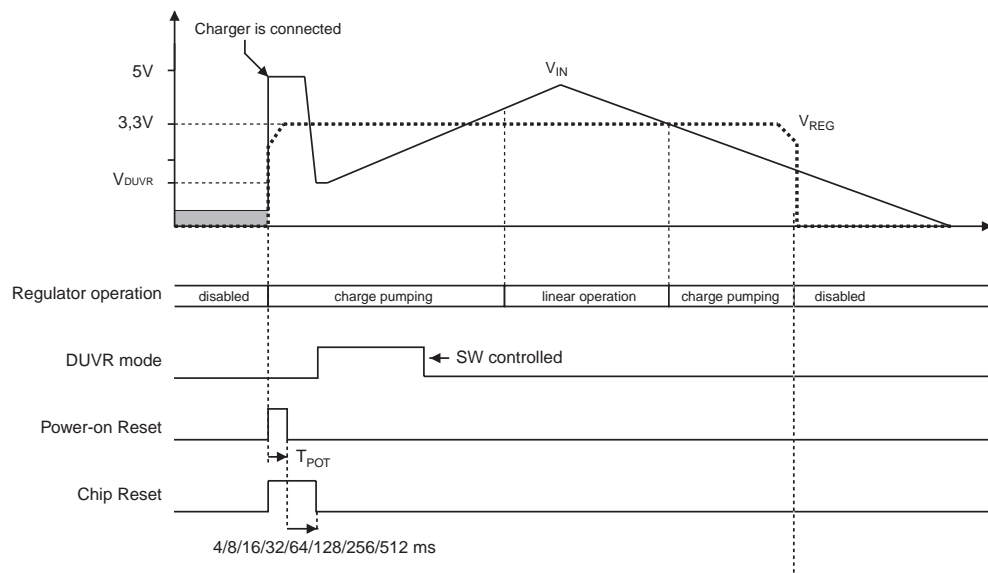 Charger is connected
5V
VIN
3,3V
VREG
VDUVR
Regulator operation
disabled
charge pumping
linear operation
charge pumping
disabled
DUVR mode
SW controlled
Power-on Reset
TPOT
Chip Reset
4/8/16/32/64/128/256/512 ms